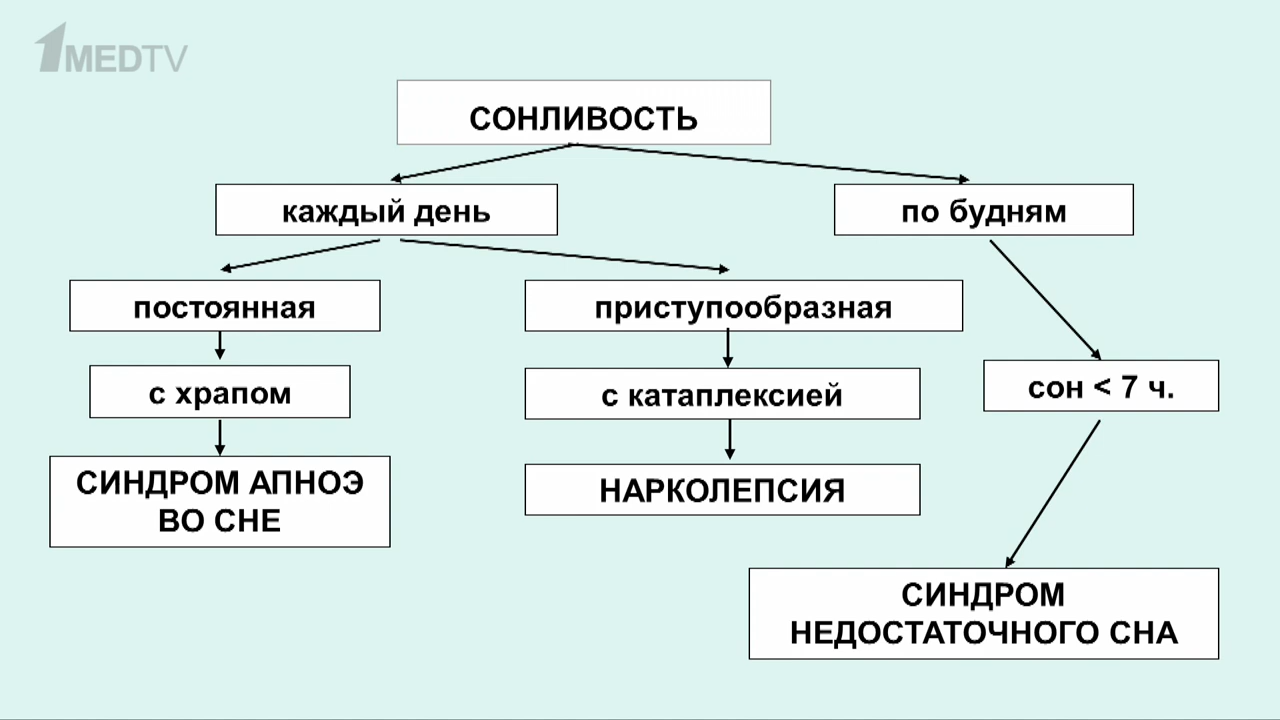 1MEDTV
СОНЛИВОСТЬ
каждый день
по будням
постоянная
приступообразная
с храпом
с катаплексией
сон < 7 ч.
СИНДРОМ АПНОЭ
ВО СНЕ
НАРКОЛЕПСИЯ
СИНДРОМ
НЕДОСТАТОЧНОГО СНА